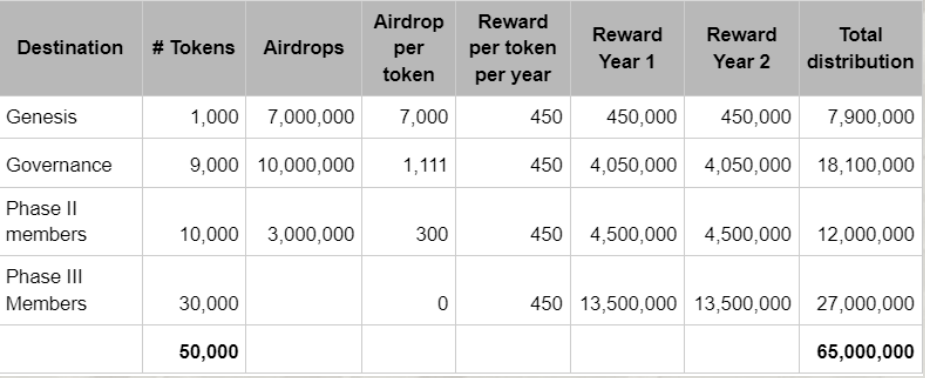 Destination # Tokens Airdrops Airdrop per token Reward per token per year Reward Year 1 Reward Year 2 Total distribution
Genesis 1,000 7,000,000 7,000 450 450,000 450,000 7,900,000
Governance 9,000 10,000,000 1,111 450 4,050,000 4,050,000 18,100,000
Phase II members 10,000 3,000,000 300 450 4,500,000 4,500,000 12,000,000
Phase III Members 30,000 0 450 13,500,000 13,500,000 27,000,000
50,000 65,000,000